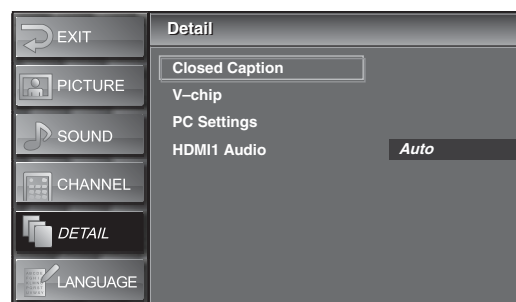 EXIT
PICTURE
SOUND
CHANNEL
DETAIL
LANGUAGE
Detail
Closed Caption
V–chip
PC Settings
HDMI1 Audio Auto